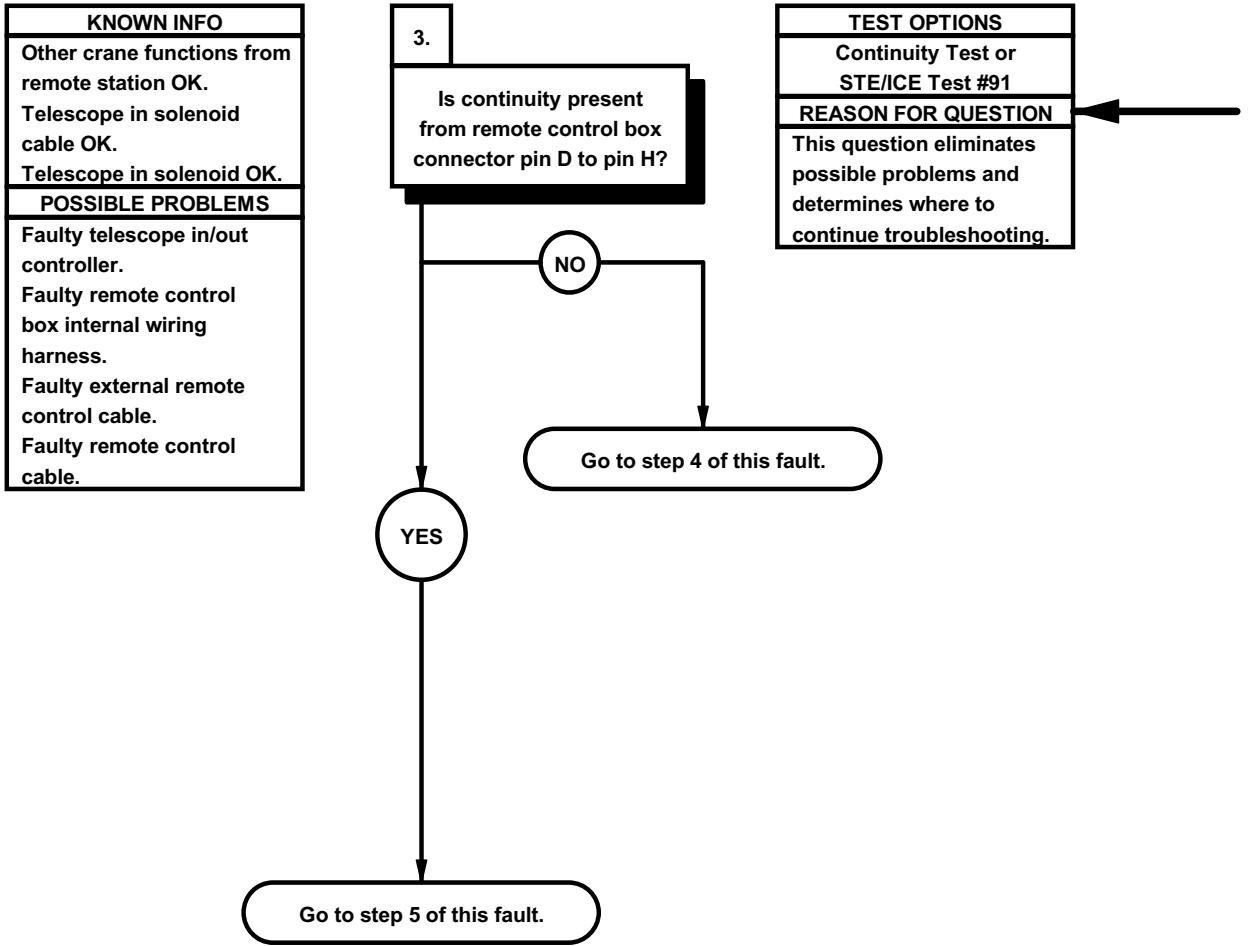 KNOWN INFO
Other crane functions from
remote station OK.
Telescope in solenoid
cable OK.
Telescope in solenoid OK.
POSSIBLE PROBLEMS
Faulty telescope in/out
controller.
Faulty remote control
box internal wiring
harness.
Faulty external remote
control cable.
Faulty remote control
cable.
3.
Is continuity present
from remote control box
connector pin D to pin H?
TEST OPTIONS
Continuity Test or
STE/ICE Test #91
REASON FOR QUESTION
This question eliminates
possible problems and
determines where to
continue troubleshooting.
NO
Go to step 4 of this fault.
YES
Go to step 5 of this fault.